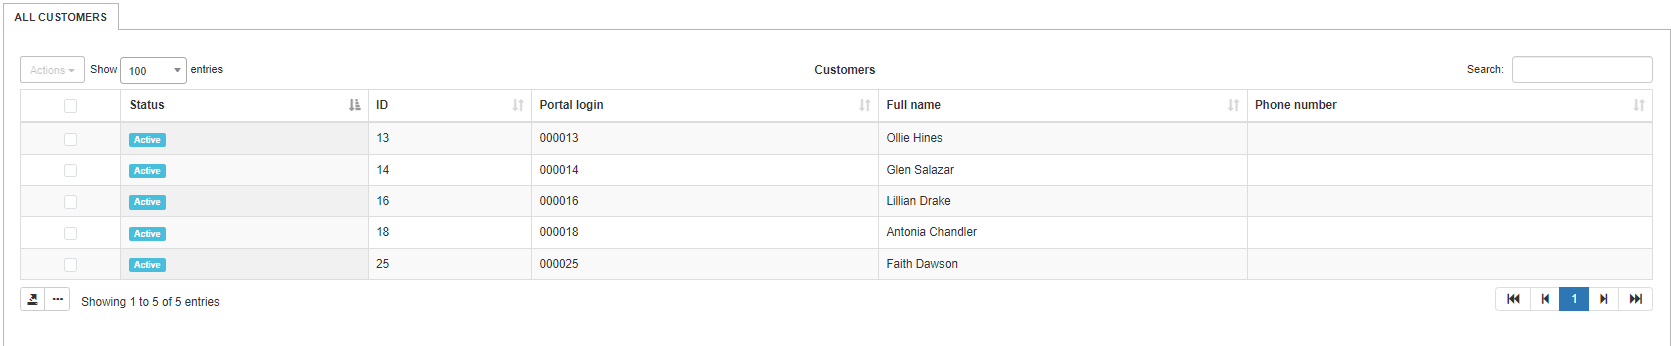 ALL CUSTOMERS
Actions Show 100 entries Customers Search:
Status ID Portal login Full name Phone number
Active 13 000013 Ollie Hines
Active 14 000014 Glen Salazar
Active 16 000016 Lillian Drake
Active 18 000018 Antonia Chandler
Active 25 000025 Faith Dawson
Showing 1 to 5 of 5 entries 1